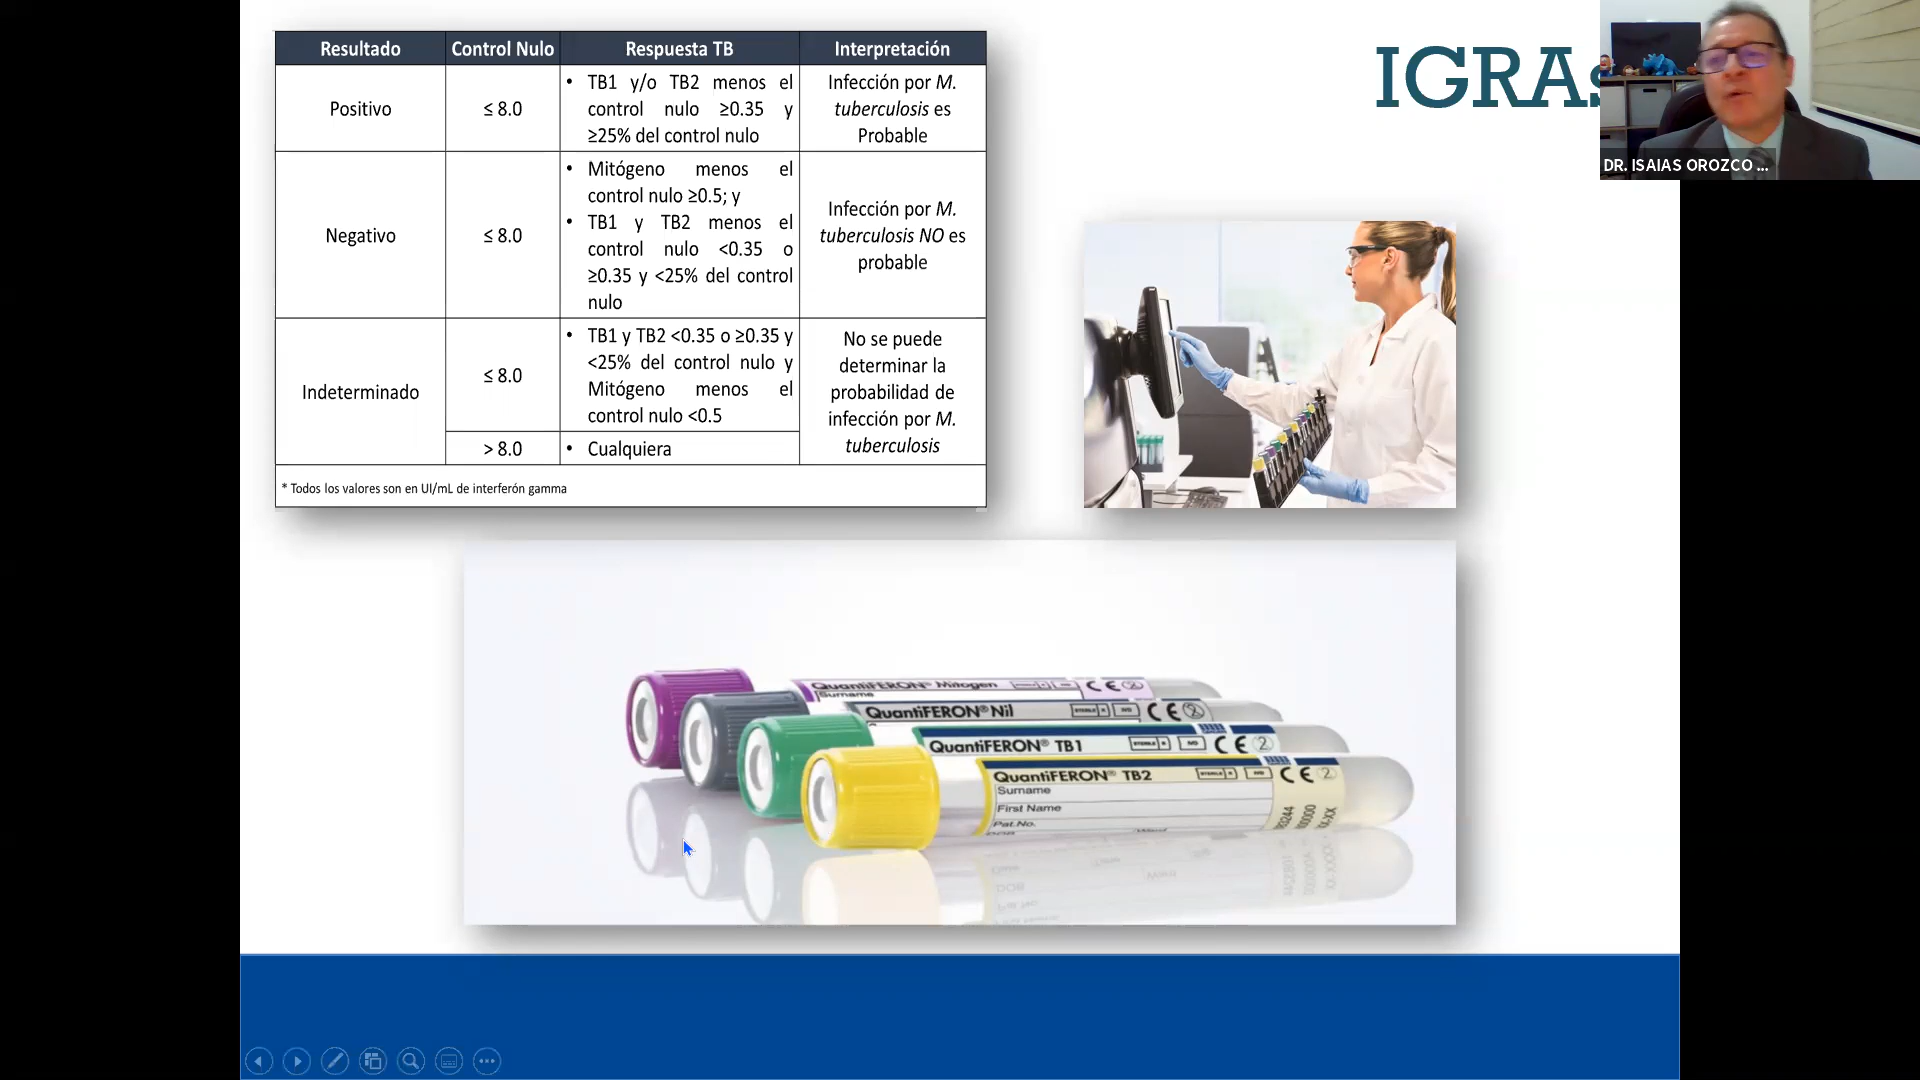 Resultado
Control Nulo
Respuesta TB
Interpretación
Positivo
≤ 8.0
• TB1 y/o TB2 menos el
control nulo ≥0.35 y
≥25% del control nulo
Infección por M.
tuberculosis es
Probable
Negativo
≤ 8.0
• Mitógeno menos el
control nulo ≥0.5; y
• TB1 y TB2 menos el
control nulo <0.35 o
≥0.35 y <25% del control
nulo
Infección por M.
tuberculosis NO es
probable
Indeterminado
≤ 8.0
• TB1 y TB2 <0.35 o ≥0.35 y
<25% del control nulo y
Mitógeno menos el
control nulo <0.5
> 8.0
• Cualquiera
No se puede
determinar la
probabilidad de
infección por M.
tuberculosis
* Todos los valores son en UI/mL de interferón gamma
IGRAs
DR. ISAIAS OROZCO ...
QuantiFERON® Mitogen
Surname
QuantiFERON® Nil
QuantiFERON® TB1
QuantiFERON® TB2
Surname
First Name
Pat.No.